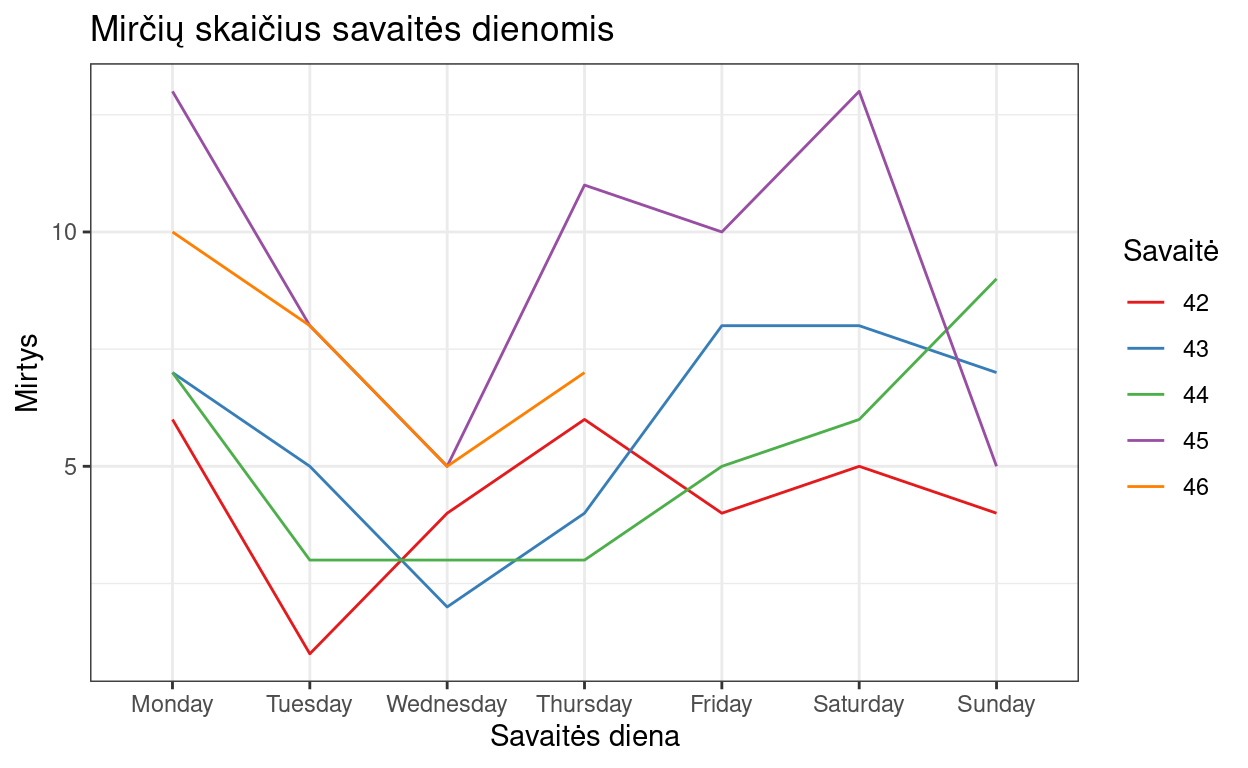 Mirčių skaičius savaitės dienomis
Mirtys
10
5
Monday Tuesday Wednesday Thursday Friday Saturday Sunday
Savaitės diena
Savaitė
42
43
44
45
46